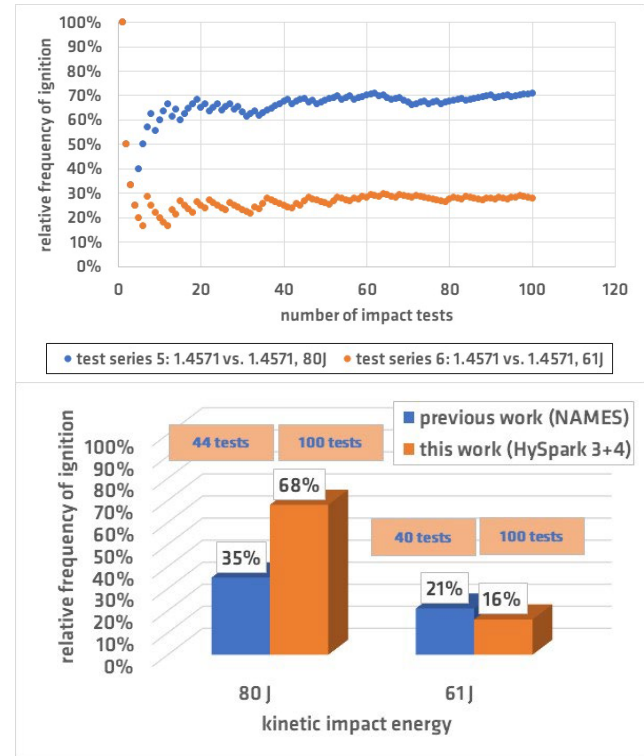 100%
90%
80%
70%
60%
50%
40%
30%
20%
10%
0%
relative frequency of ignition
0 20 40 60 80 100 120
number of impact tests
test series 5: 1.4571 vs. 1.4571, 80J test series 6: 1.4571 vs. 1.4571, 61J
previous work (NAMES)
this work (HySpark 3+4)
44 tests 100 tests
40 tests 100 tests
100%
90%
80%
70%
60%
50%
40%
30%
20%
10%
0%
relative frequency of ignition
35% 68% 21% 16%
80 J 61 J
kinetic impact energy